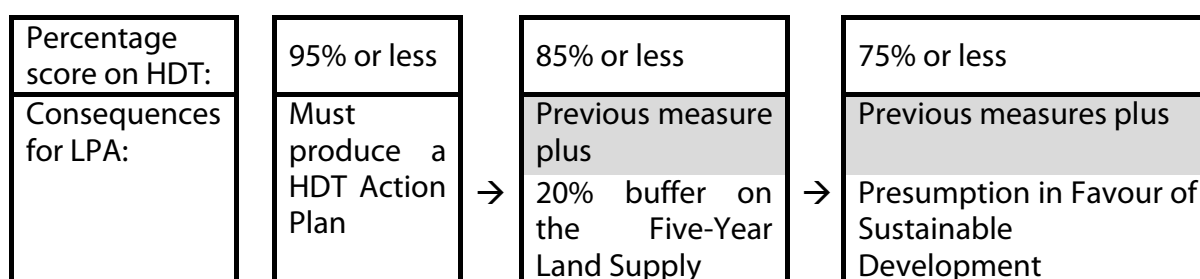 Percentage
score on HDT:
95% or less
85% or less
75% or less
Consequences
for LPA:
Must
produce a
HDT Action
Plan
→
Previous measure
plus
20% buffer on
the Five-Year
Land Supply
→
Previous measures plus
Presumption in Favour of
Sustainable
Development